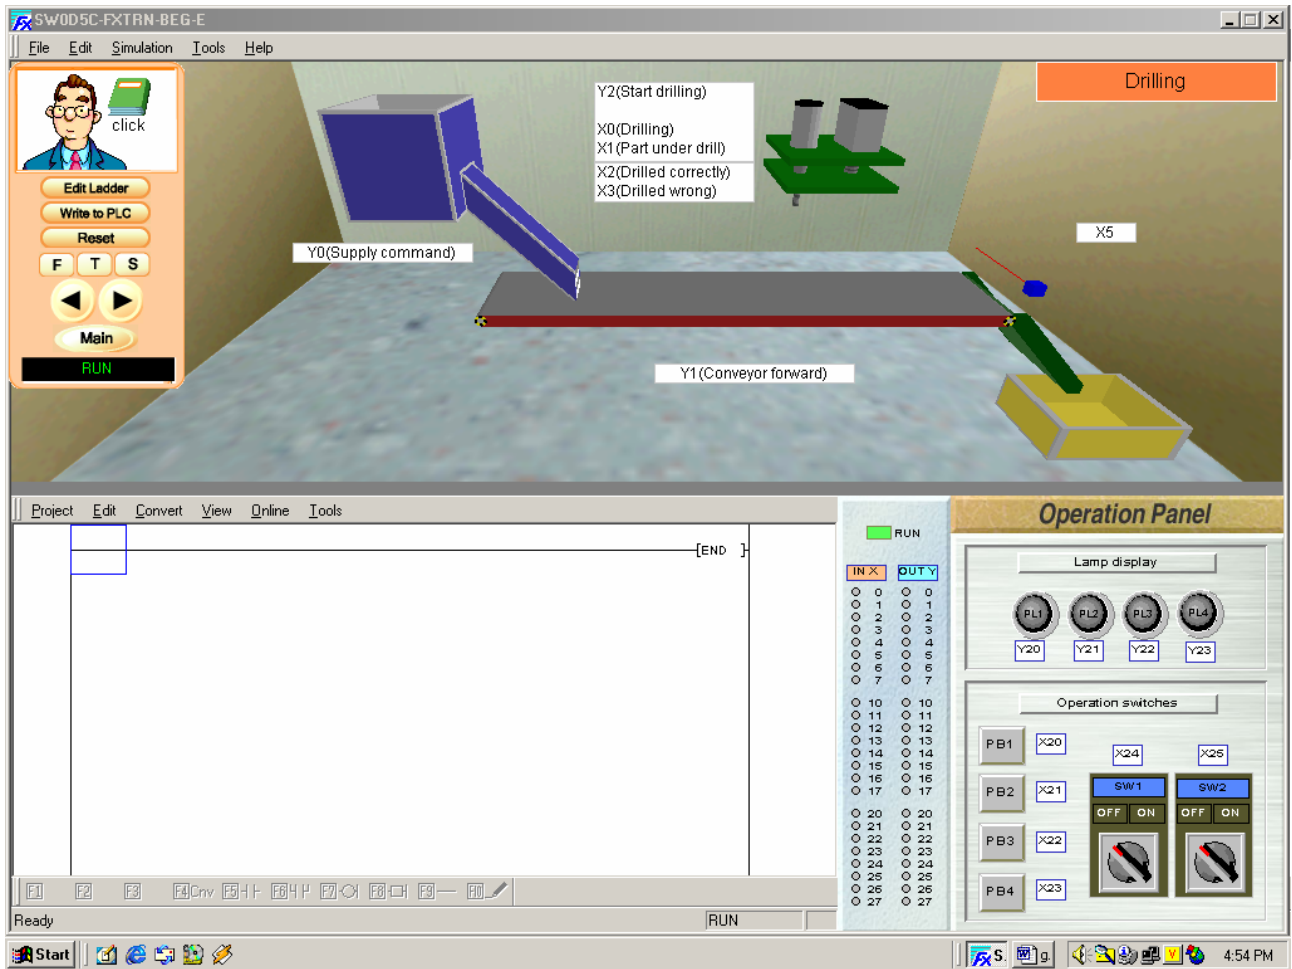 SW0D5C-FXTRN-BEG-E
File Edit Simulation Tools Help
click
Edit Ladder
Write to PLC
Reset
F T S
Main
RUN
Y2(Start drilling)
X0(Drilling)
X1(Part under drill)
X2(Drilled correctly)
X3(Drilled wrong)
Drilling
X5
Y0(Supply command)
Y1(Conveyor forward)
Project Edit Convert View Online Tools
[END ]
RUN
IN X OUT Y
0 0
1 1
2 2
3 3
4 4
5 5
6 6
7 7
10 10
11 11
12 12
13 13
14 14
15 15
16 16
17 17
20 20
21 21
22 22
23 23
24 24
25 25
26 26
27 27
Operation Panel
Lamp display
PL1 PL2 PL3 PL4
Y20 Y21 Y22 Y23
Operation switches
PB1 X20
PB2 X21
PB3 X22
PB4 X23
X24 X25
SW1 SW2
OFF ON OFF ON
F1 F2 F3 F4Cnv F5 F6 F7 F8 F9 F10
Ready RUN
Start
S.
g.
4:54 PM